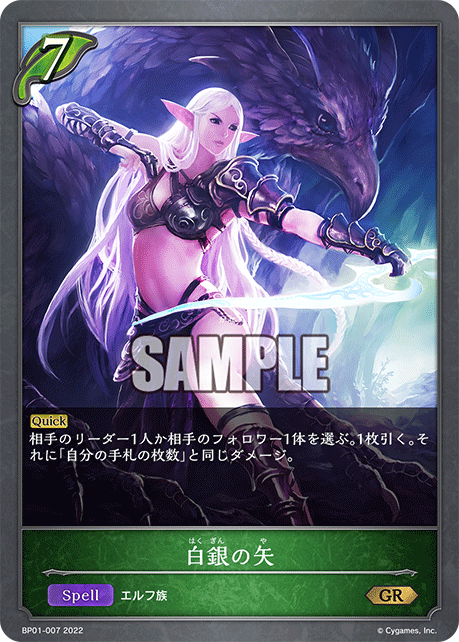 7
SAMPLE
Quick
相手のリーダー1人か相手のフォロワー1体を選ぶ。1枚引く。そ
れに「自分の手札の枚数」と同じダメージ。
はくぎん や
白銀の矢
Spell エルフ族 GR
BP01-007 2022 © Cygames, Inc.